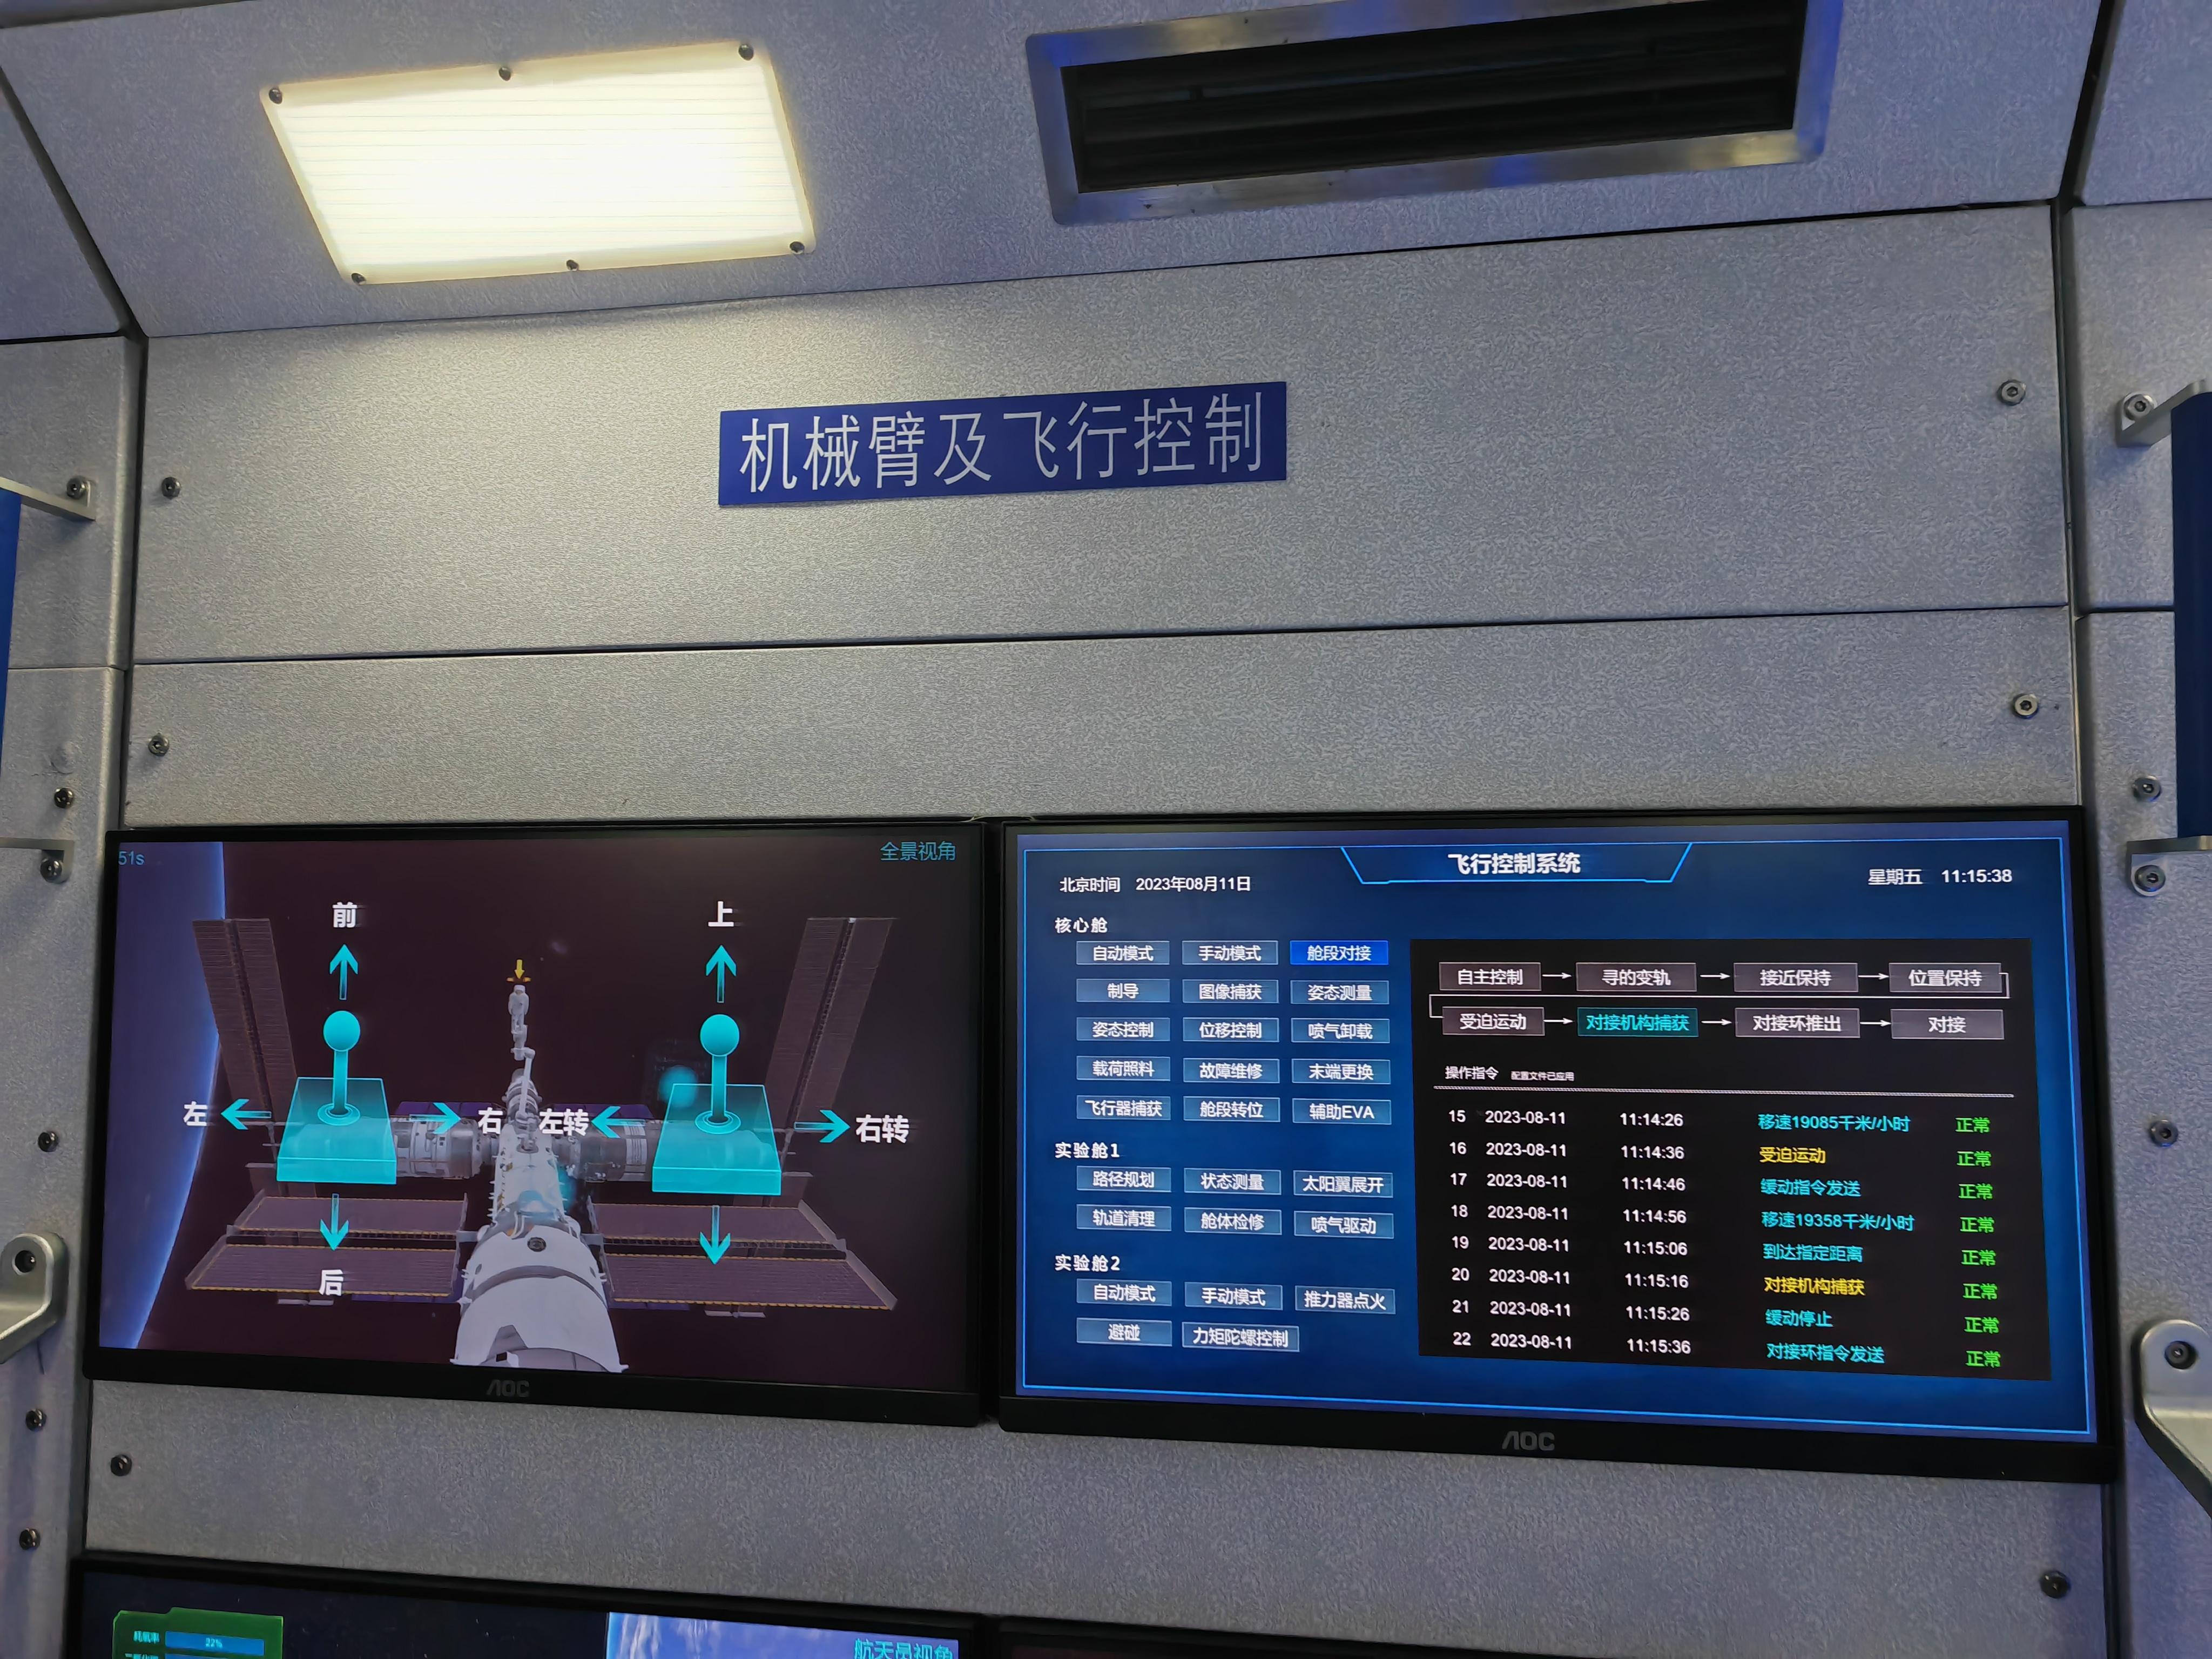 机械臂及飞行控制
51s 全景视角
前 上
左 右 左转 右转
后
AOC
飞行控制系统
北京时间 2023年08月11日 星期五 11:15:38
核心舱
自动模式 手动模式 舱段对接
制导 图像捕获 姿态测量
姿态控制 位移控制 喷气卸载
载荷照料 故障维修 末端更换
飞行器捕获 舱段转位 辅助EVA
实验舱1
路径规划 状态测量 太阳翼展开
轨道清理 舱体检修 喷气驱动
实验舱2
自动模式 手动模式 推力器点火
避碰 力矩陀螺控制
自主控制 寻的变轨 接近保持 位置保持
受迫运动 对接机构捕获 对接环推出 对接
操作指令 配置文件已应用
15 2023-08-11 11:14:26 移速19085千米/小时 正常
16 2023-08-11 11:14:36 受迫运动 正常
17 2023-08-11 11:14:46 缓动指令发送 正常
18 2023-08-11 11:14:56 移速19358千米/小时 正常
19 2023-08-11 11:15:06 到达指定距离 正常
20 2023-08-11 11:15:16 对接机构捕获 正常
21 2023-08-11 11:15:26 缓动停止 正常
22 2023-08-11 11:15:36 对接环指令发送 正常
AOC
耗氧率 22%
航天员视角